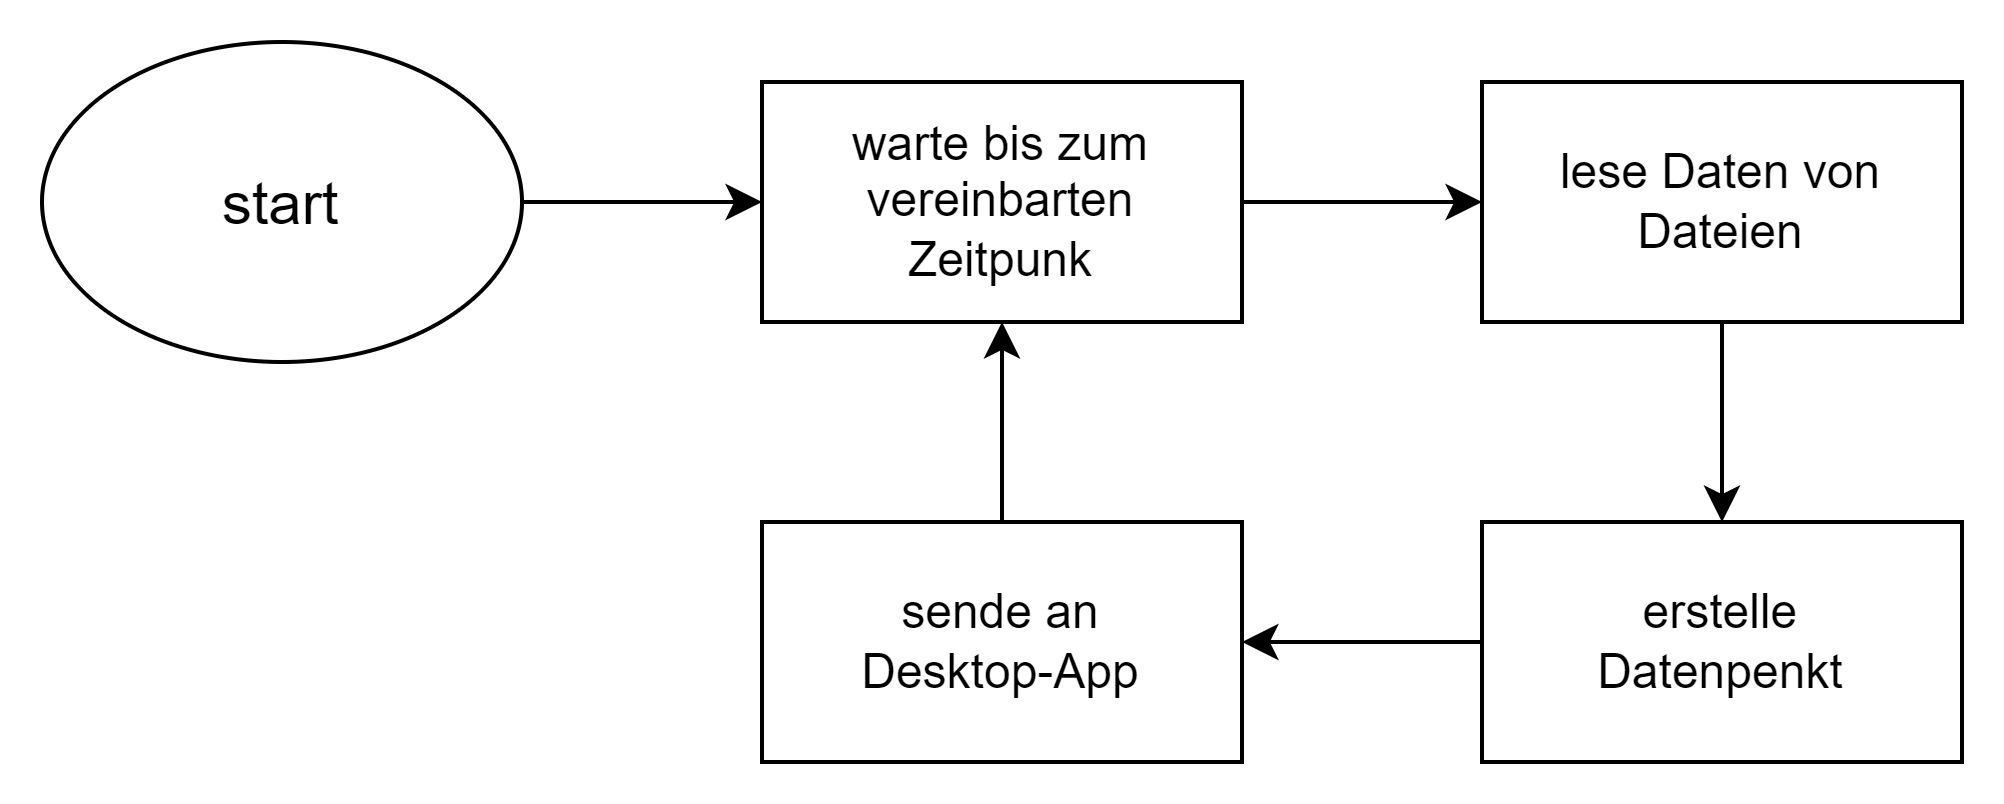 start
warte bis zum
vereinbarten
Zeitpunk
lese Daten von
Dateien
erstelle
Datenpenkt
sende an
Desktop-App